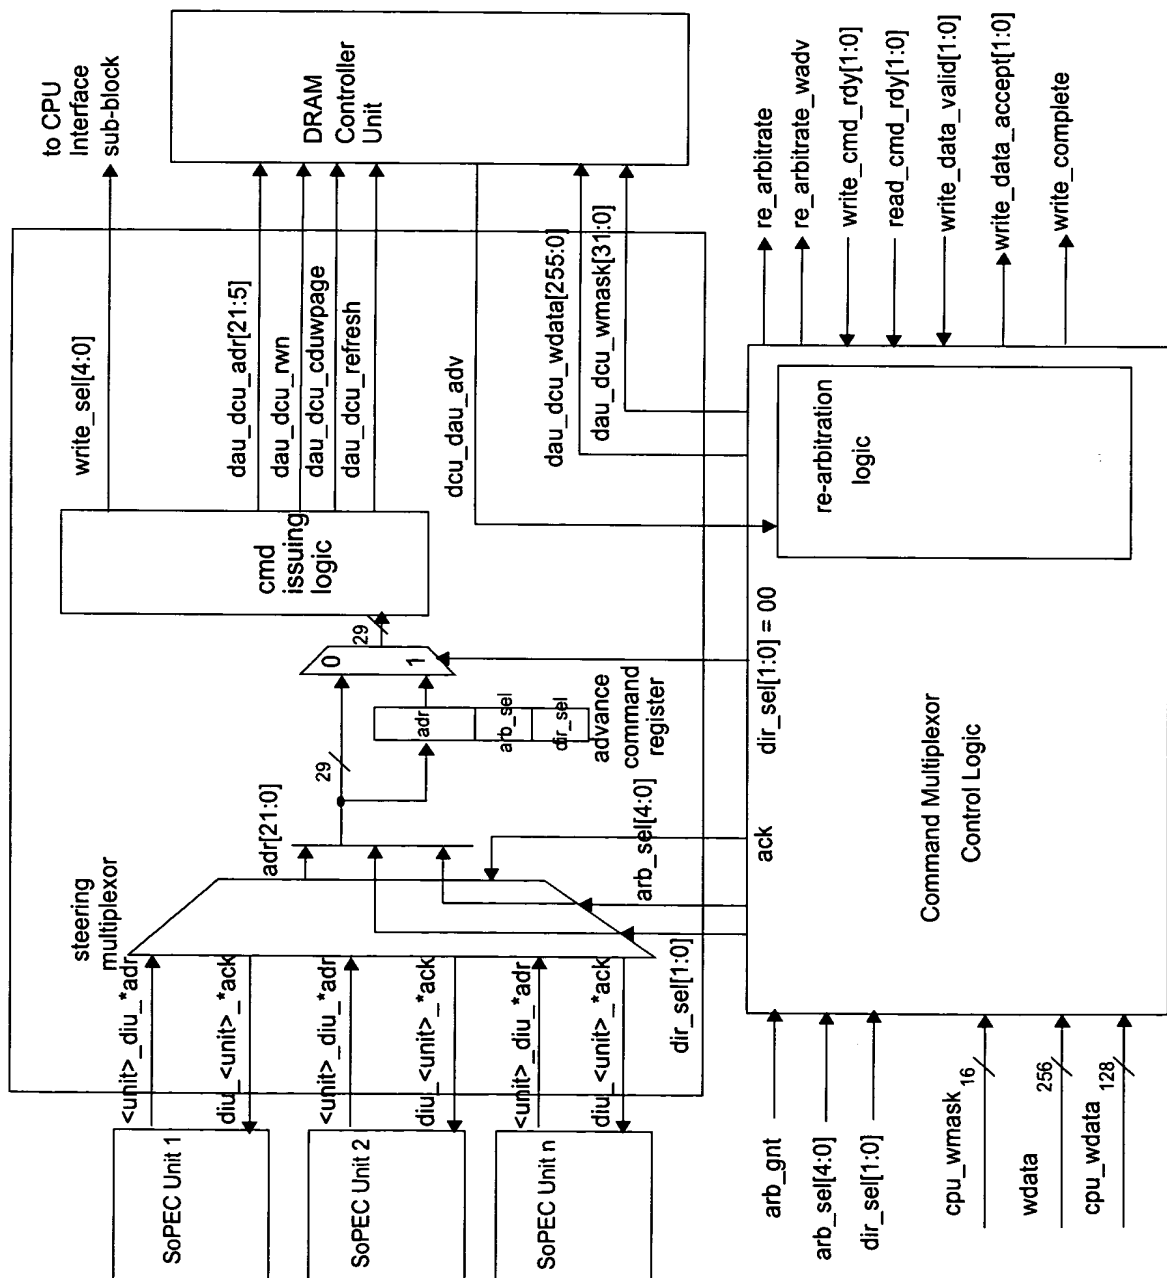 to CPU
Interface
sub-block
write_sel[4:0]
DRAM
Controller
Unit
dau_dcu_adr[21:5]
dau_dcu_rwn
dau_dcu_cduwpage
dau_dcu_refresh
dcu_dau_adv
dau_dcu_wdata[255:0]
dau_dcu_wmask[31:0]
cmd
issuing
logic
29
0
1
adr
arb_sel
dir_sel
advance
command
register
29
adr[21:0]
steering
multiplexor
<unit>_diu_*adr
diu_<unit>_*ack
<unit>_diu_*adr
diu_<unit>_*ack
<unit>_diu_*adr
diu_<unit>_*ack
SoPEC Unit 1
SoPEC Unit 2
SoPEC Unit n
dir_sel[1:0]
arb_sel[4:0]
ack
dir_sel[1:0] = 00
re-arbitration
logic
Command Multiplexor
Control Logic
re_arbitrate
re_arbitrate_wadv
write_cmd_rdy[1:0]
read_cmd_rdy[1:0]
write_data_valid[1:0]
write_data_accept[1:0]
write_complete
arb_gnt
arb_sel[4:0]
dir_sel[1:0]
cpu_wmask
16
wdata
256
cpu_wdata
128